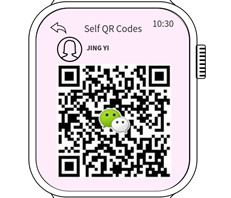 Self QR Codes 10:30
JING YI